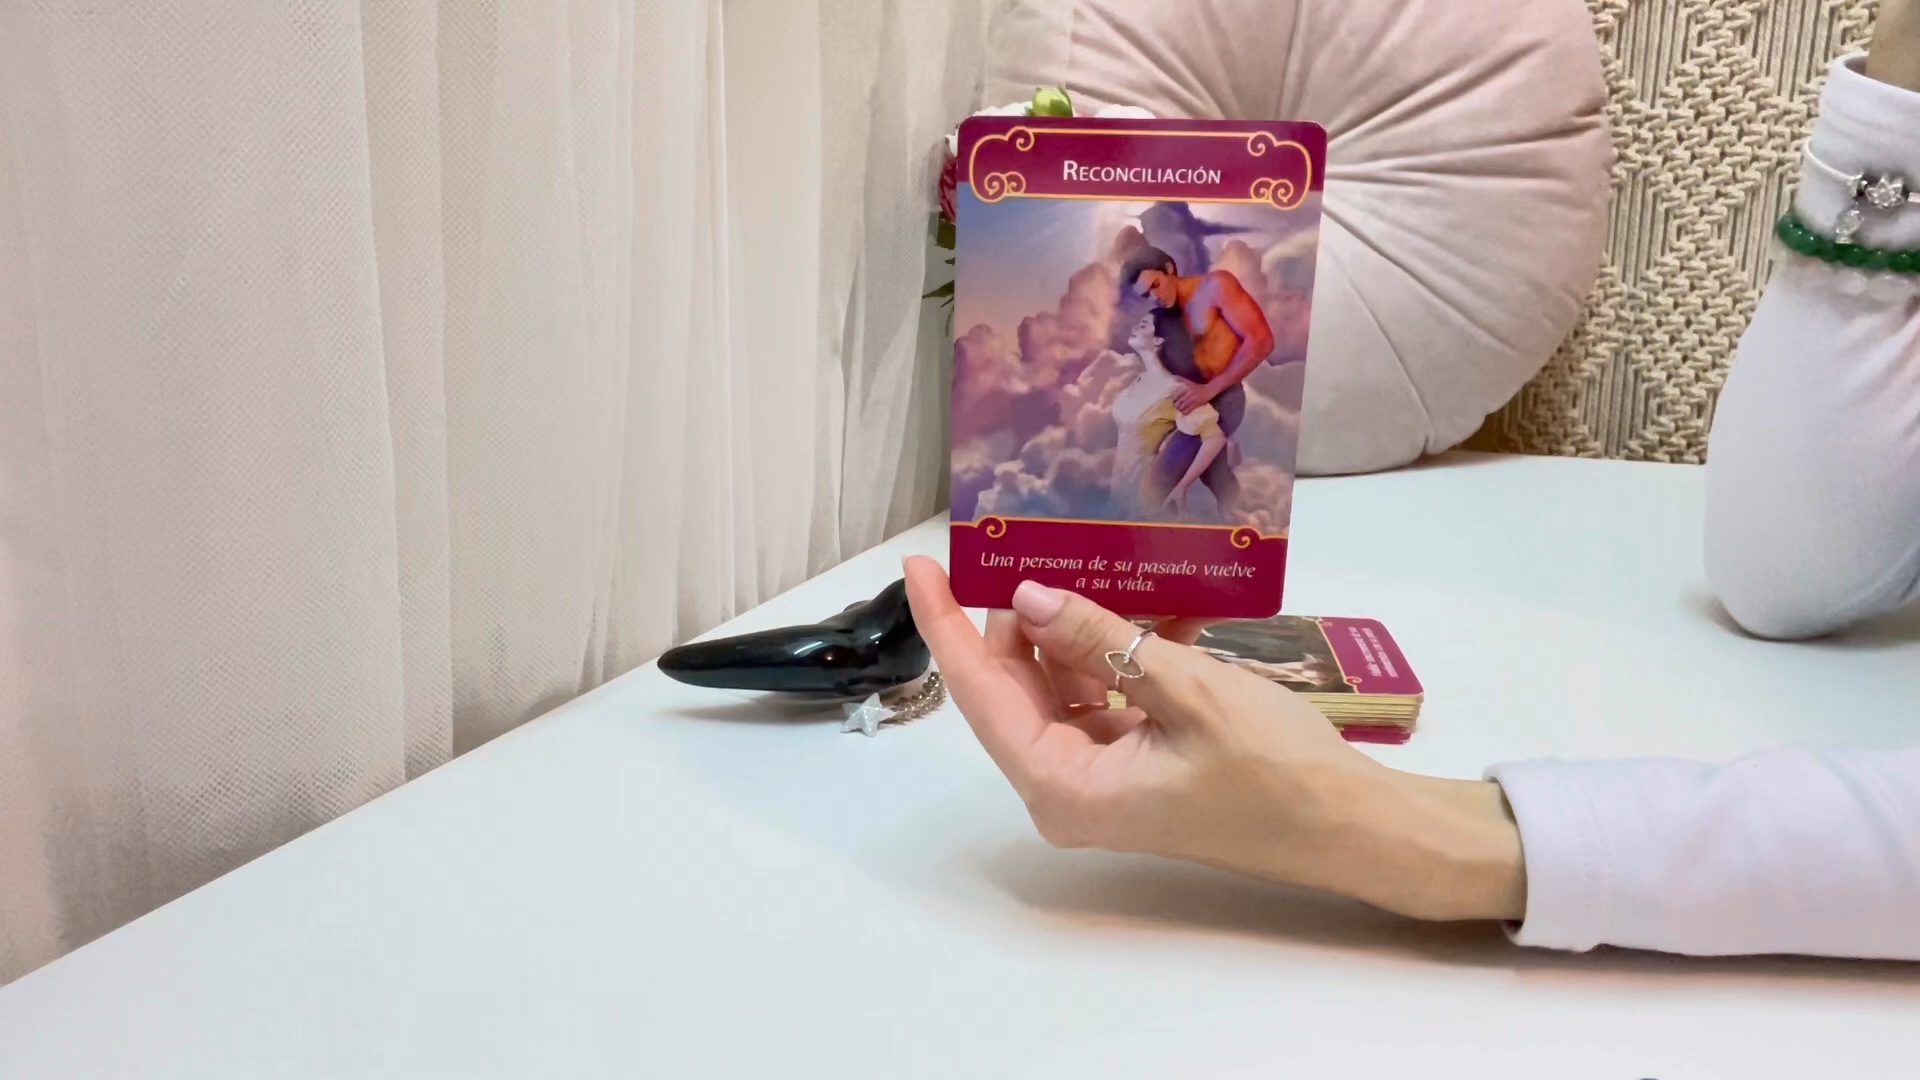 RECONCILIACIÓN
Una persona de su pasado vuelve
a su vida.